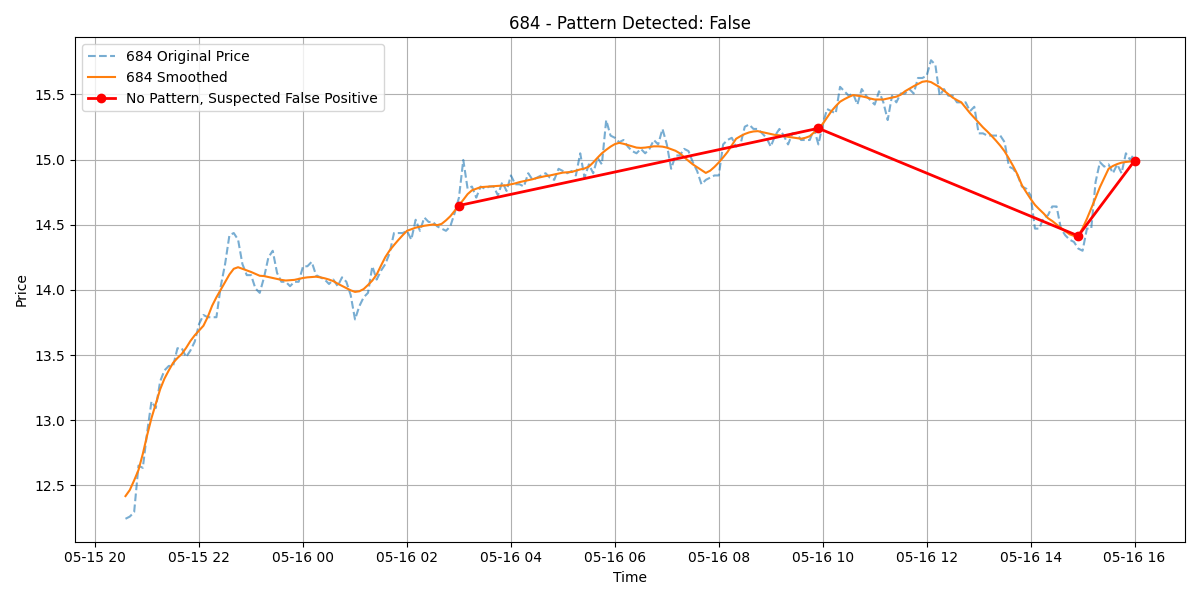 684 - Pattern Detected: False
684 Original Price
684 Smoothed
No Pattern, Suspected False Positive
Price
15.5
15.0
14.5
14.0
13.5
13.0
12.5
05-15 20 05-15 22 05-16 00 05-16 02 05-16 04 05-16 06 05-16 08 05-16 10 05-16 12 05-16 14 05-16 16
Time